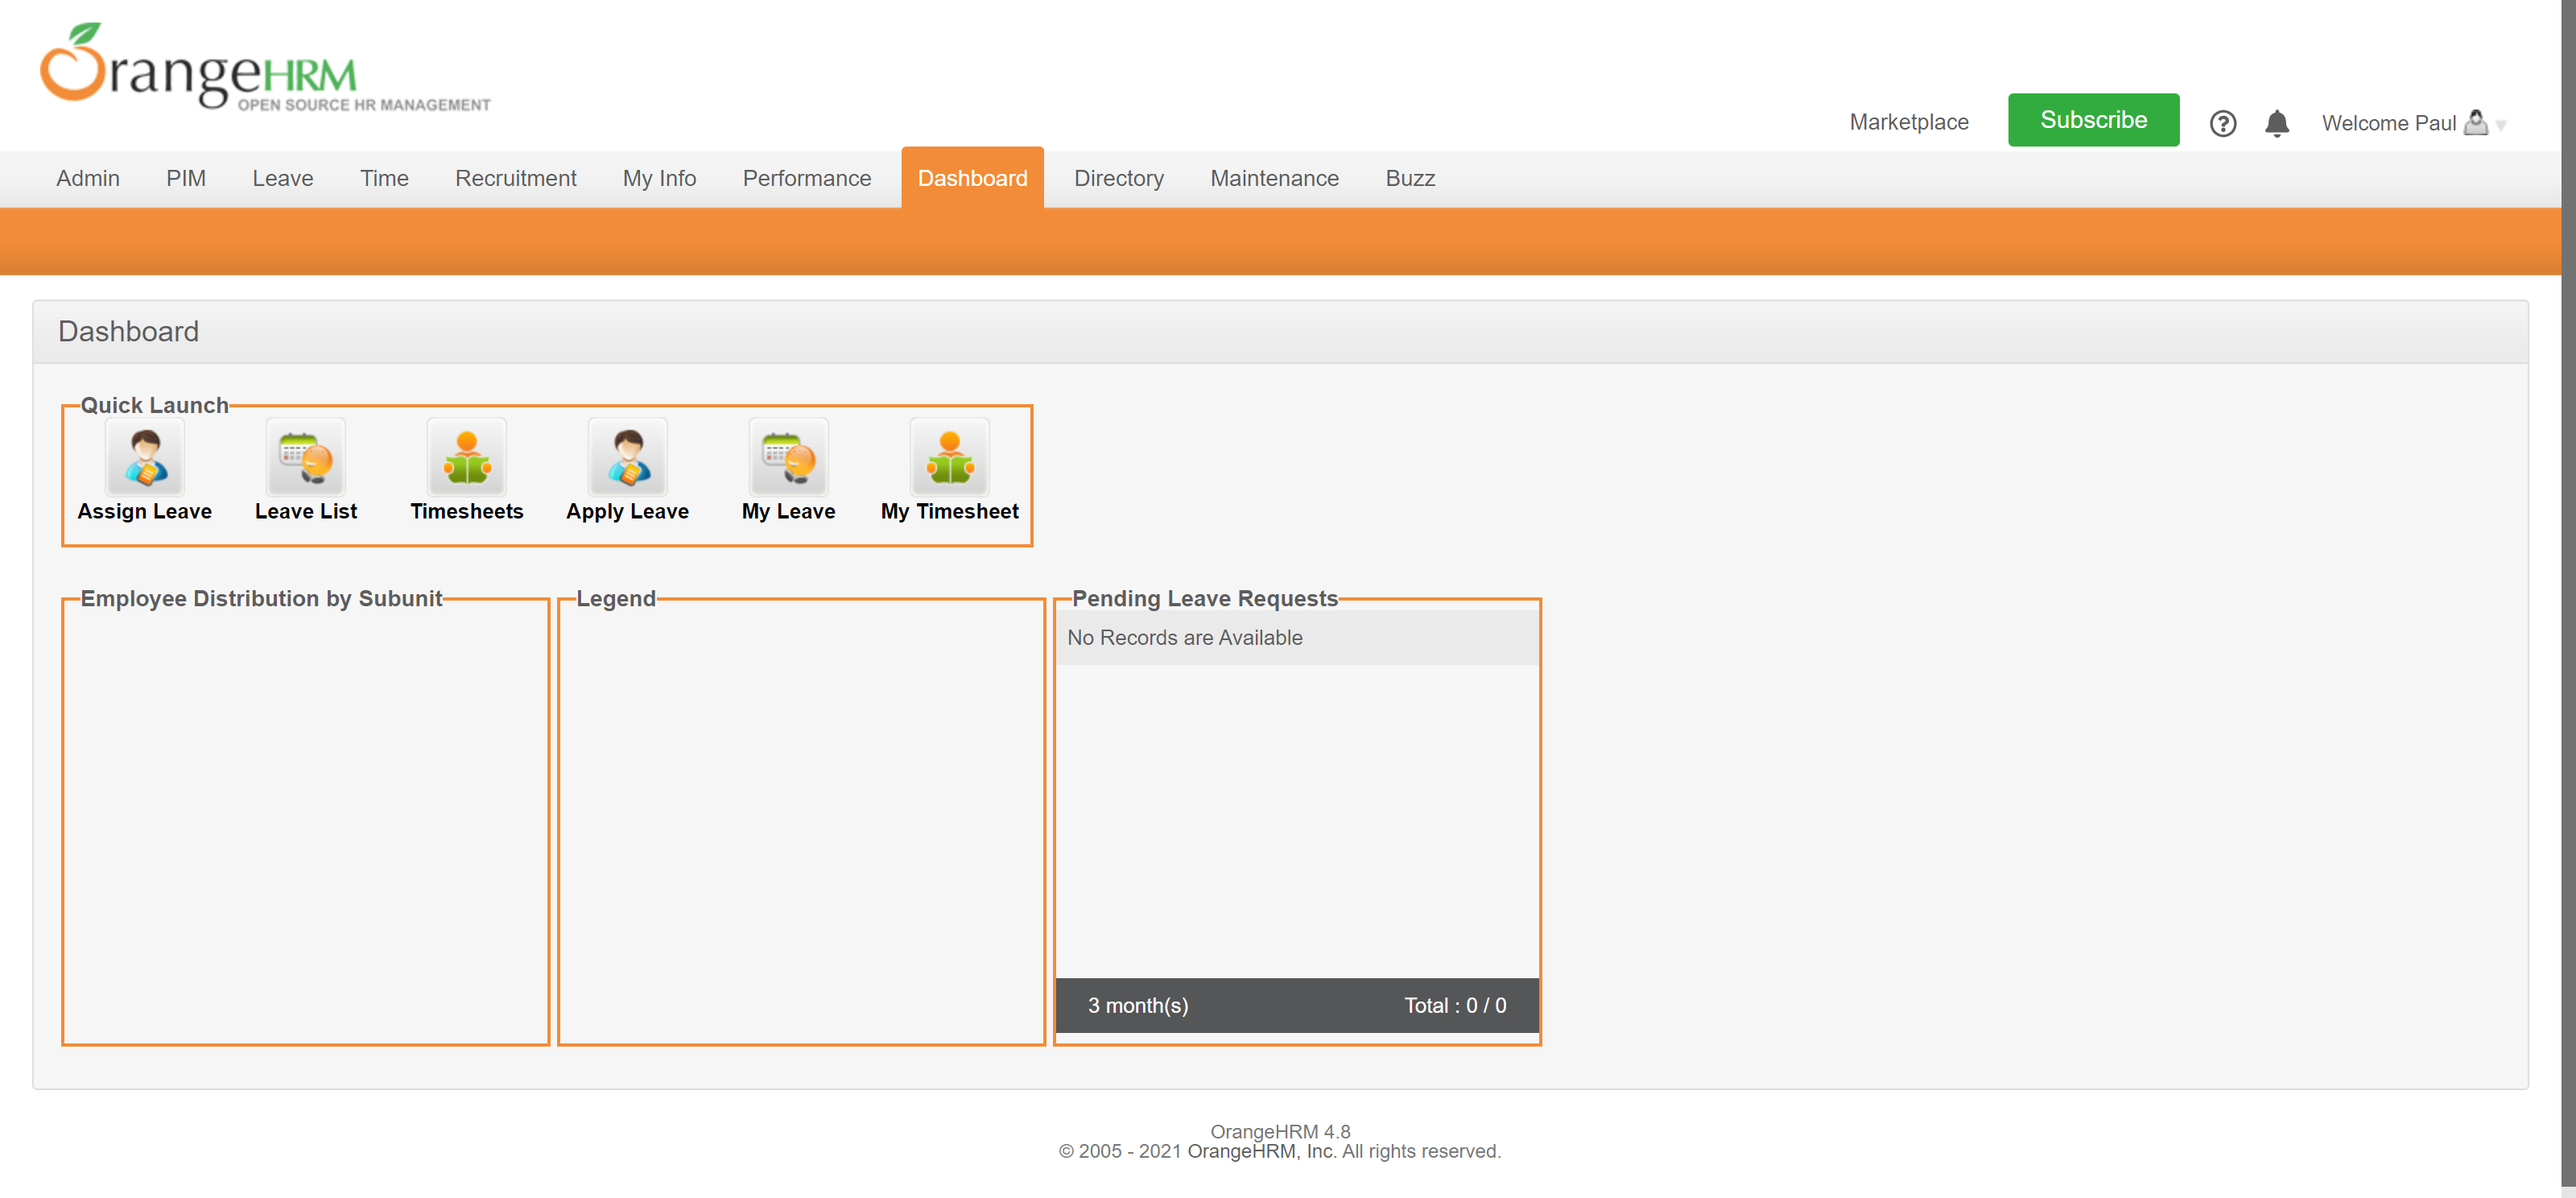 OrangeHRM
OPEN SOURCE HR MANAGEMENT
Marketplace
Subscribe
?
Welcome Paul
Admin PIM Leave Time Recruitment My Info Performance Dashboard Directory Maintenance Buzz
Dashboard
Quick Launch
Assign Leave Leave List Timesheets Apply Leave My Leave My Timesheet
Employee Distribution by Subunit
Legend
Pending Leave Requests
No Records are Available
3 month(s) Total : 0 / 0
OrangeHRM 4.8
© 2005 - 2021 OrangeHRM, Inc. All rights reserved.